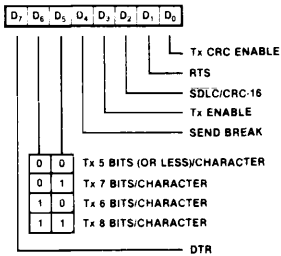 D7 D6 D5 D4 D3 D2 D1 D0
Tx CRC ENABLE
RTS
SDLC/CRC-16
Tx ENABLE
SEND BREAK
0 0 Tx 5 BITS (OR LESS)/CHARACTER
0 1 Tx 7 BITS/CHARACTER
1 0 Tx 6 BITS/CHARACTER
1 1 Tx 8 BITS/CHARACTER
DTR